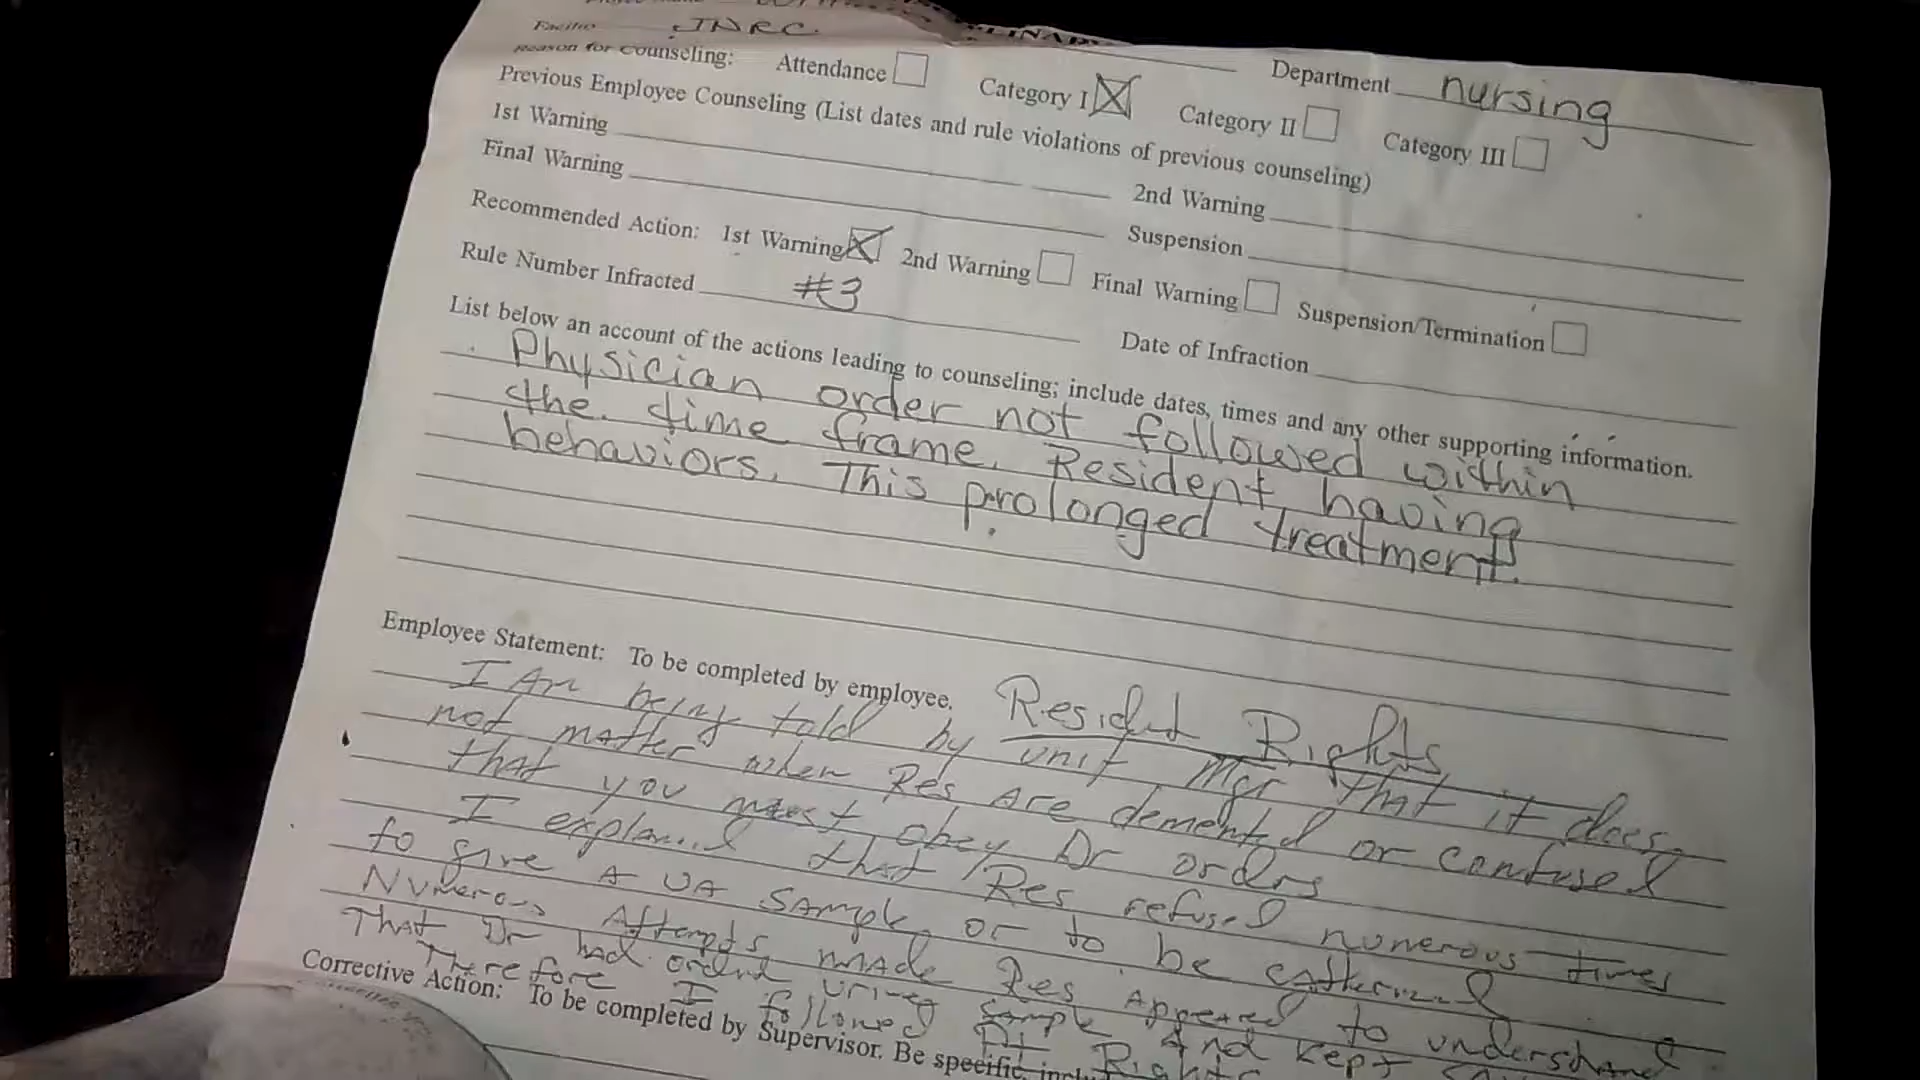 Facility JNRC
Department nursing
Reason for Counseling: Attendance Category I Category II Category III
Previous Employee Counseling (List dates and rule violations of previous counseling)
1st Warning 2nd Warning
Final Warning Suspension
Recommended Action: 1st Warning 2nd Warning Final Warning Suspension/Termination
Rule Number Infracted #3 Date of Infraction
List below an account of the actions leading to counseling; include dates, times and any other supporting information.
Physician order not followed within
the time frame. Resident having
behaviors. This prolonged treatment.
Employee Statement: To be completed by employee. Resident Rights
I Am being told by unit Mgr that it does
not matter when Res are demented or confused
that you must obey Dr orders
I explained that Res refused numerous times
to give A UA sample or to be catherized
Numerous Attempts made Res Appeared to understand
That Dr had ordered urine sample And kept
Therefore I followed Pt Rights
Corrective Action: To be completed by Supervisor. Be specific,